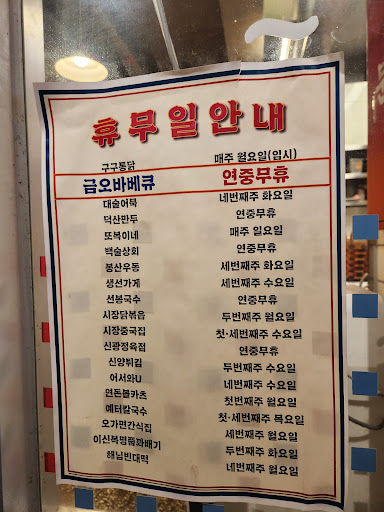 휴무일안내
구구통닭 매주 월요일(임시)
금오바베큐 연중무휴
대술어묵 네번째주 화요일
덕산만두 연중무휴
또복이네 매주 일요일
백술상회 연중무휴
봉산우동 세번째주 화요일
생선가게 세번째주 수요일
선봉국수 연중무휴
시장닭볶음 두번째주 월요일
시장중국집 첫·세번째주 수요일
신광정육점 연중무휴
신양튀김 두번째주 수요일
어서와U 네번째주 수요일
연돈볼카츠 첫번째주 월요일
예터칼국수 첫·세번째주 목요일
오가면간식집 세번째주 월요일
이신복명품꽈배기 두번째주 화요일
해님빈대떡 네번째주 월요일